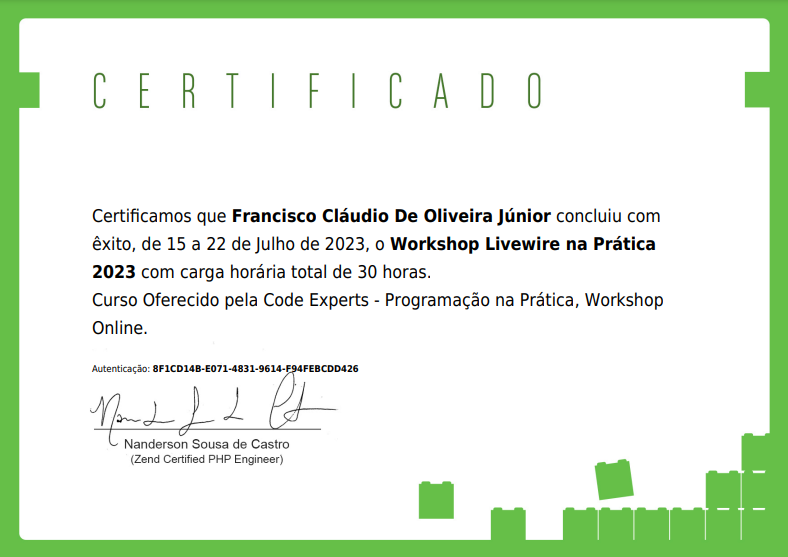 CERTIFICADO
Certificamos que Francisco Cláudio De Oliveira Júnior concluiu com
êxito, de 15 a 22 de Julho de 2023, o Workshop Livewire na Prática
2023 com carga horária total de 30 horas.
Curso Oferecido pela Code Experts - Programação na Prática, Workshop
Online.
Autenticação: 8F1CD14B-E071-4831-9614-F94FEBCDD426
Nanderson Sousa de Castro
(Zend Certified PHP Engineer)